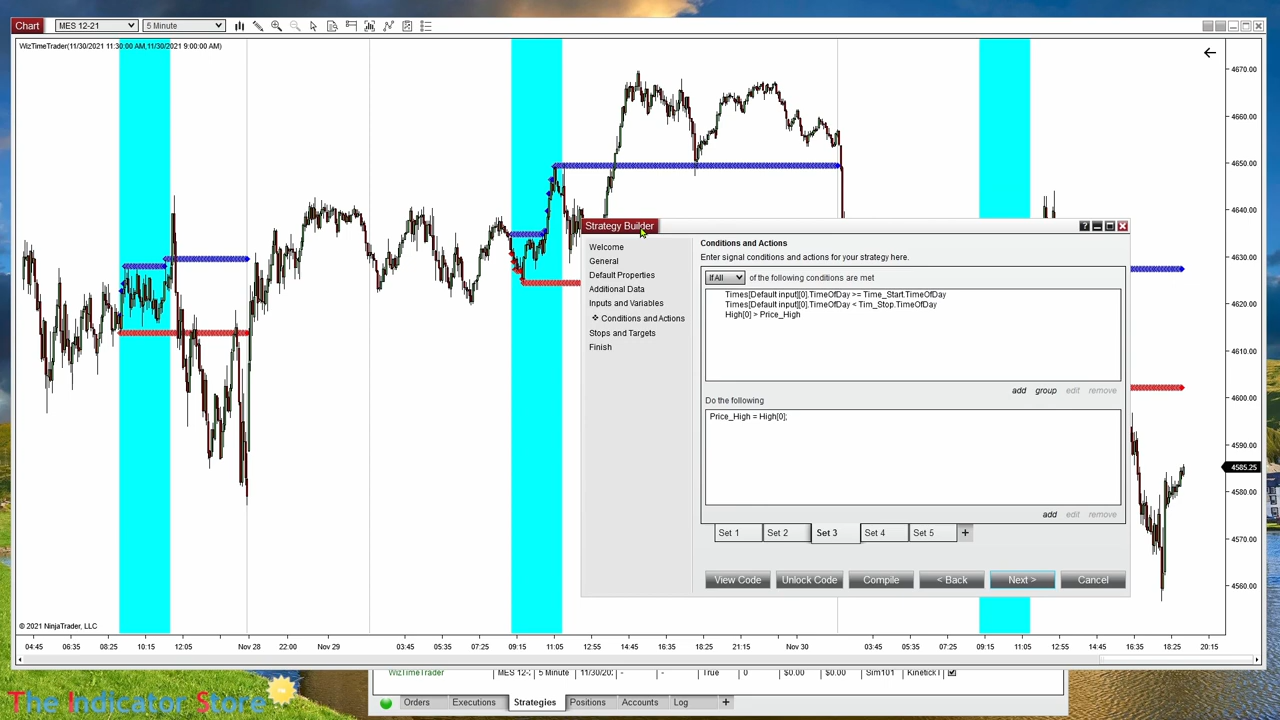 Chart
MES 12-21
5 Minute
WizTimeTrader(11/30/2021 11:30:00 AM,11/30/2021 9:00:00 AM)
4670.00
4660.00
4650.00
4640.00
4630.00
4620.00
4610.00
4600.00
4590.00
4585.25
4580.00
4570.00
4560.00
Strategy Builder
Welcome
General
Default Properties
Additional Data
Inputs and Variables
Conditions and Actions
Stops and Targets
Finish
Conditions and Actions
Enter signal conditions and actions for your strategy here.
If All
of the following conditions are met
Times[Default input][0].TimeOfDay >= Time_Start.TimeOfDay
Times[Default input][0].TimeOfDay < Tim_Stop.TimeOfDay
High[0] > Price_High
add group edit remove
Do the following
Price_High = High[0];
add edit remove
Set 1 Set 2 Set 3 Set 4 Set 5 +
View Code Unlock Code Compile < Back Next > Cancel
© 2021 NinjaTrader, LLC
04:45 06:35 08:25 10:15 12:05 Nov 28 22:00 Nov 29 03:45 05:35 07:25 09:15 11:05 12:55 14:45 16:35 18:25 19:15 Nov 30 03:45 05:35 07:25 09:15 11:05 12:55 14:45 16:35 18:25 20:15
WizTimeTrader 5 Minute True 0 $0.00 $0.00 Sim101
Orders Executions Strategies Positions Accounts Log +
The Indicator Store